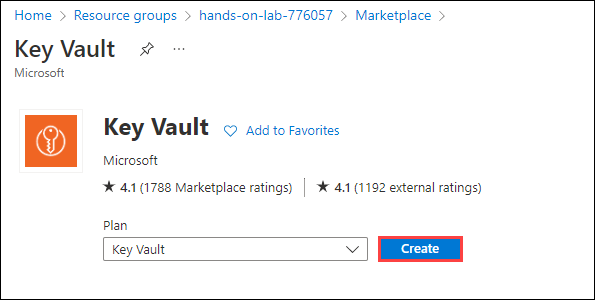 Home > Resource groups > hands-on-lab-776057 > Marketplace >
Key Vault ...
Microsoft
Key Vault Add to Favorites
Microsoft
★ 4.1 (1788 Marketplace ratings) | ★ 4.1 (1192 external ratings)
Plan
Key Vault Create